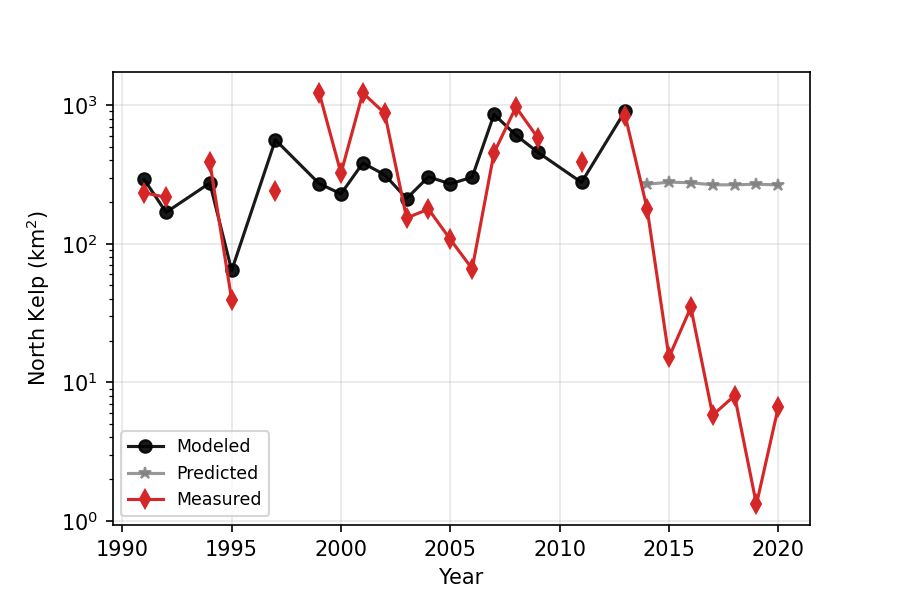 North Kelp (km²)
10³
10²
10¹
10⁰
Modeled
Predicted
Measured
1990 1995 2000 2005 2010 2015 2020
Year